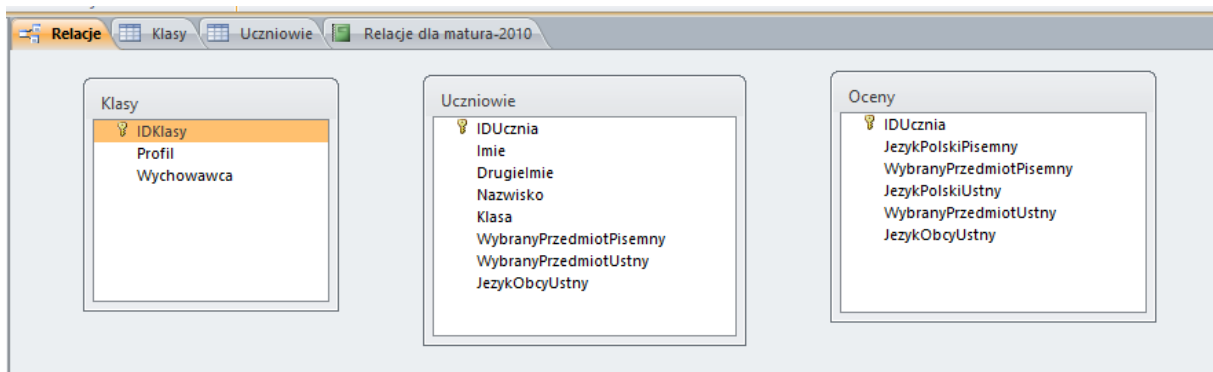 Relacje Klasy Uczniowie Relacje dla matura-2010
Klasy
IDKlasy
Profil
Wychowawca
Uczniowie
IDUcznia
Imie
DrugieImie
Nazwisko
Klasa
WybranyPrzedmiotPisemny
WybranyPrzedmiotUstny
JezykObcyUstny
Oceny
IDUcznia
JezykPolskiPisemny
WybranyPrzedmiotPisemny
JezykPolskiUstny
WybranyPrzedmiotUstny
JezykObcyUstny